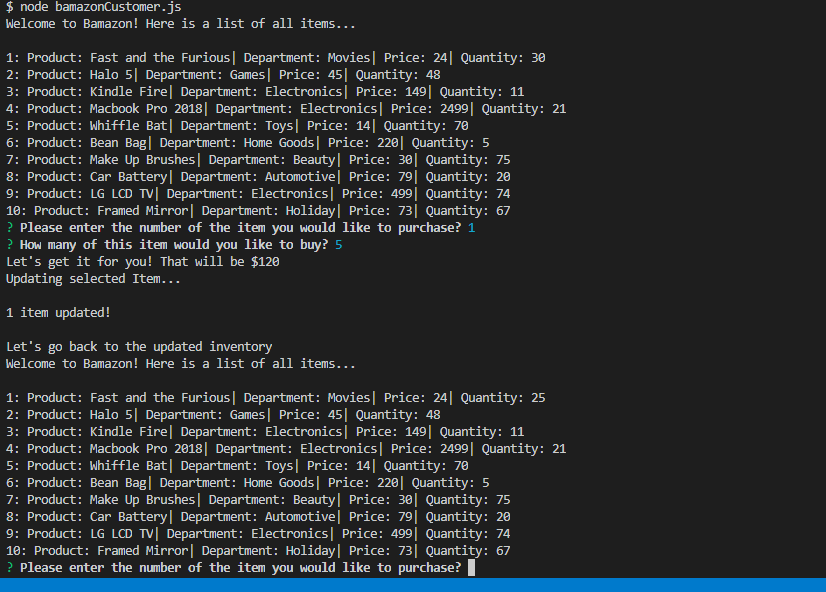 $ node bamazonCustomer.js
Welcome to Bamazon! Here is a list of all items...
1: Product: Fast and the Furious| Department: Movies| Price: 24| Quantity: 30
2: Product: Halo 5| Department: Games| Price: 45| Quantity: 48
3: Product: Kindle Fire| Department: Electronics| Price: 149| Quantity: 11
4: Product: Macbook Pro 2018| Department: Electronics| Price: 2499| Quantity: 21
5: Product: Whiffle Bat| Department: Toys| Price: 14| Quantity: 70
6: Product: Bean Bag| Department: Home Goods| Price: 220| Quantity: 5
7: Product: Make Up Brushes| Department: Beauty| Price: 30| Quantity: 75
8: Product: Car Battery| Department: Automotive| Price: 79| Quantity: 20
9: Product: LG LCD TV| Department: Electronics| Price: 499| Quantity: 74
10: Product: Framed Mirror| Department: Holiday| Price: 73| Quantity: 67
? Please enter the number of the item you would like to purchase? 1
? How many of this item would you like to buy? 5
Let's get it for you! That will be $120
Updating selected Item...
1 item updated!
Let's go back to the updated inventory
Welcome to Bamazon! Here is a list of all items...
1: Product: Fast and the Furious| Department: Movies| Price: 24| Quantity: 25
2: Product: Halo 5| Department: Games| Price: 45| Quantity: 48
3: Product: Kindle Fire| Department: Electronics| Price: 149| Quantity: 11
4: Product: Macbook Pro 2018| Department: Electronics| Price: 2499| Quantity: 21
5: Product: Whiffle Bat| Department: Toys| Price: 14| Quantity: 70
6: Product: Bean Bag| Department: Home Goods| Price: 220| Quantity: 5
7: Product: Make Up Brushes| Department: Beauty| Price: 30| Quantity: 75
8: Product: Car Battery| Department: Automotive| Price: 79| Quantity: 20
9: Product: LG LCD TV| Department: Electronics| Price: 499| Quantity: 74
10: Product: Framed Mirror| Department: Holiday| Price: 73| Quantity: 67
? Please enter the number of the item you would like to purchase?